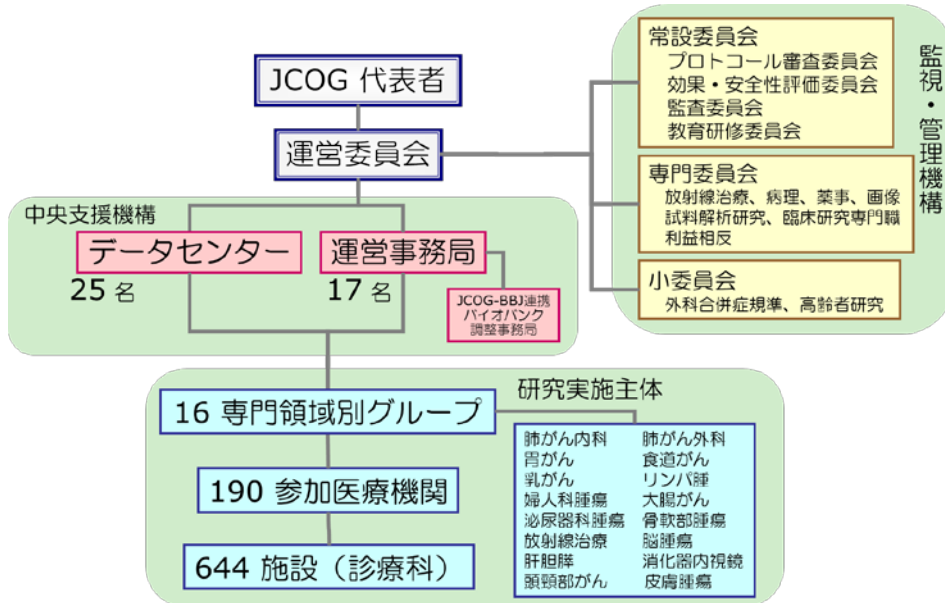 JCOG 代表者
運営委員会
常設委員会
プロトコール審査委員会
効果・安全性評価委員会
監査委員会
教育研修委員会
専門委員会
放射線治療、病理、薬事、画像
試料解析研究、臨床研究専門職
利益相反
小委員会
外科合併症規準、高齢者研究
監視・管理機構
中央支援機構
データセンター
25 名
運営事務局
17 名
JCOG-BBJ連携
バイオバンク
調整事務局
研究実施主体
16 専門領域別グループ
190 参加医療機関
644 施設（診療科）
肺がん内科 肺がん外科
胃がん 食道がん
乳がん リンパ腫
婦人科腫瘍 大腸がん
泌尿器科腫瘍 骨軟部腫瘍
放射線治療 脳腫瘍
肝胆膵 消化器内視鏡
頭頸部がん 皮膚腫瘍